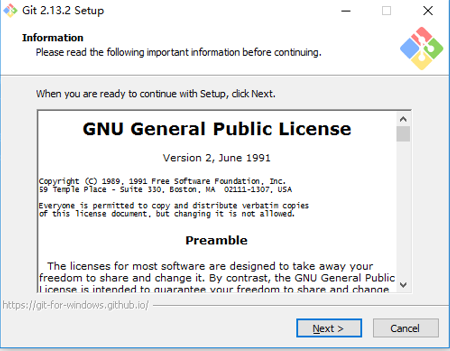 Git 2.13.2 Setup
Information
Please read the following important information before continuing.
When you are ready to continue with Setup, click Next.
GNU General Public License
Version 2, June 1991
Copyright (C) 1989, 1991 Free Software Foundation, Inc.
59 Temple Place - Suite 330, Boston, MA  02111-1307, USA
Everyone is permitted to copy and distribute verbatim copies
of this license document, but changing it is not allowed.
Preamble
The licenses for most software are designed to take away your
freedom to share and change it. By contrast, the GNU General Public
License is intended to guarantee your freedom to share and change
https://git-for-windows.github.io/
Next >
Cancel